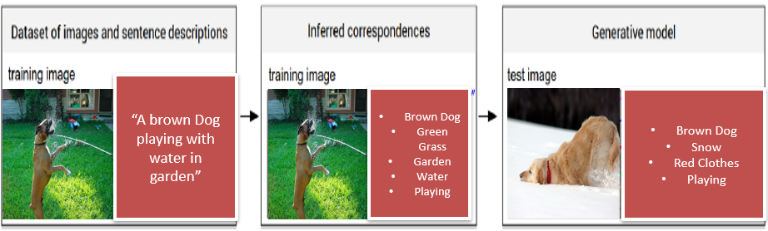 Dataset of images and sentence descriptions
training image
“A brown Dog
playing with
water in
garden”
Inferred correspondences
training image
"
• Brown Dog
• Green
Grass
• Garden
• Water
• Playing
Generative model
test image
• Brown Dog
• Snow
• Red Clothes
• Playing